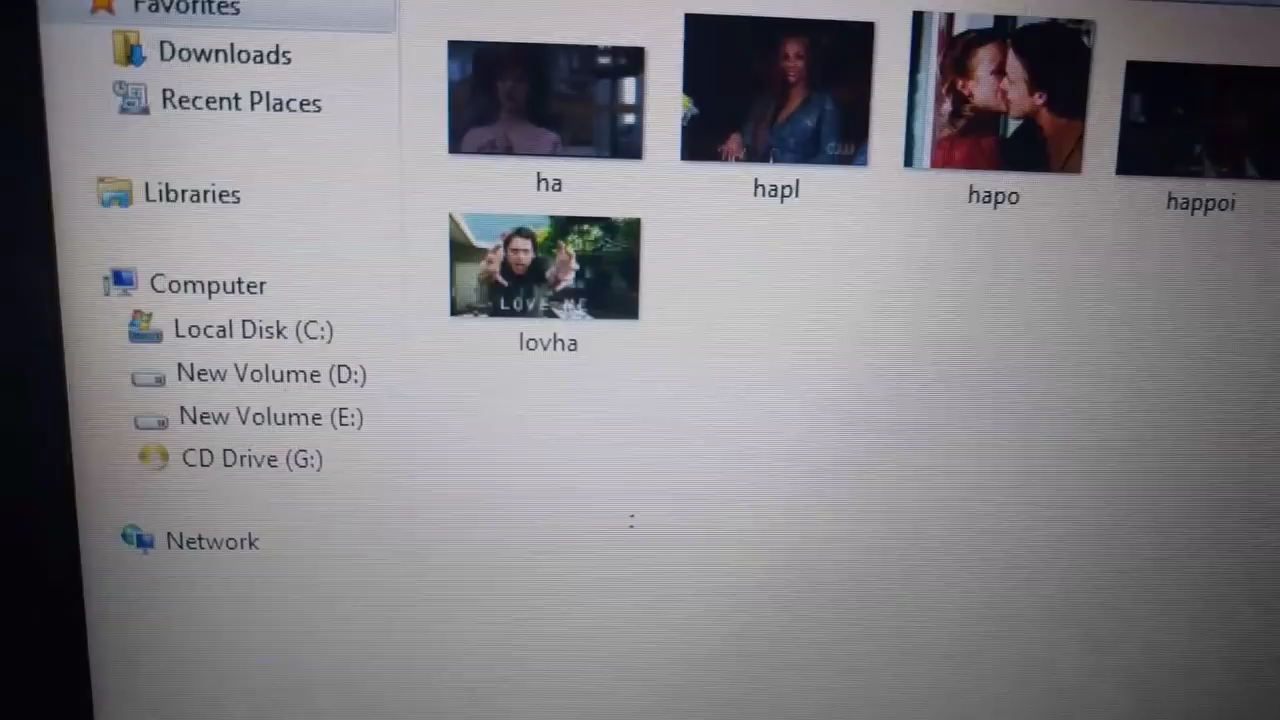 Favorites
Downloads
Recent Places
Libraries
Computer
Local Disk (C:)
New Volume (D:)
New Volume (E:)
CD Drive (G:)
Network
ha
hapl
hapo
happoi
CW
LOVE ME
lovha